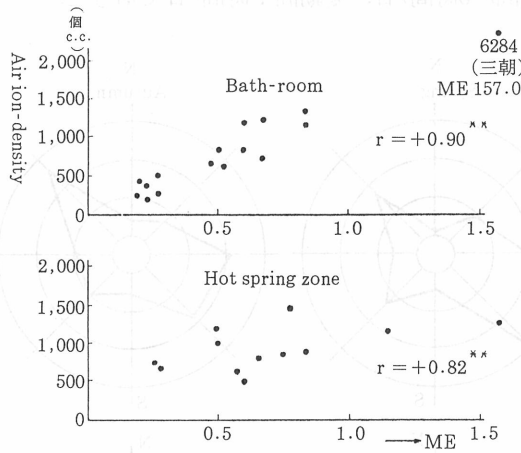 (個
c.c.)
Air ion-density
2,000
1,500
1,000
500
0
Bath-room
6284
(三朝)
ME 157.0
r = +0.90**
0.5
1.0
1.5
2,000
1,500
1,000
500
0
Hot spring zone
r = +0.82**
0.5
1.0
→ME
1.5